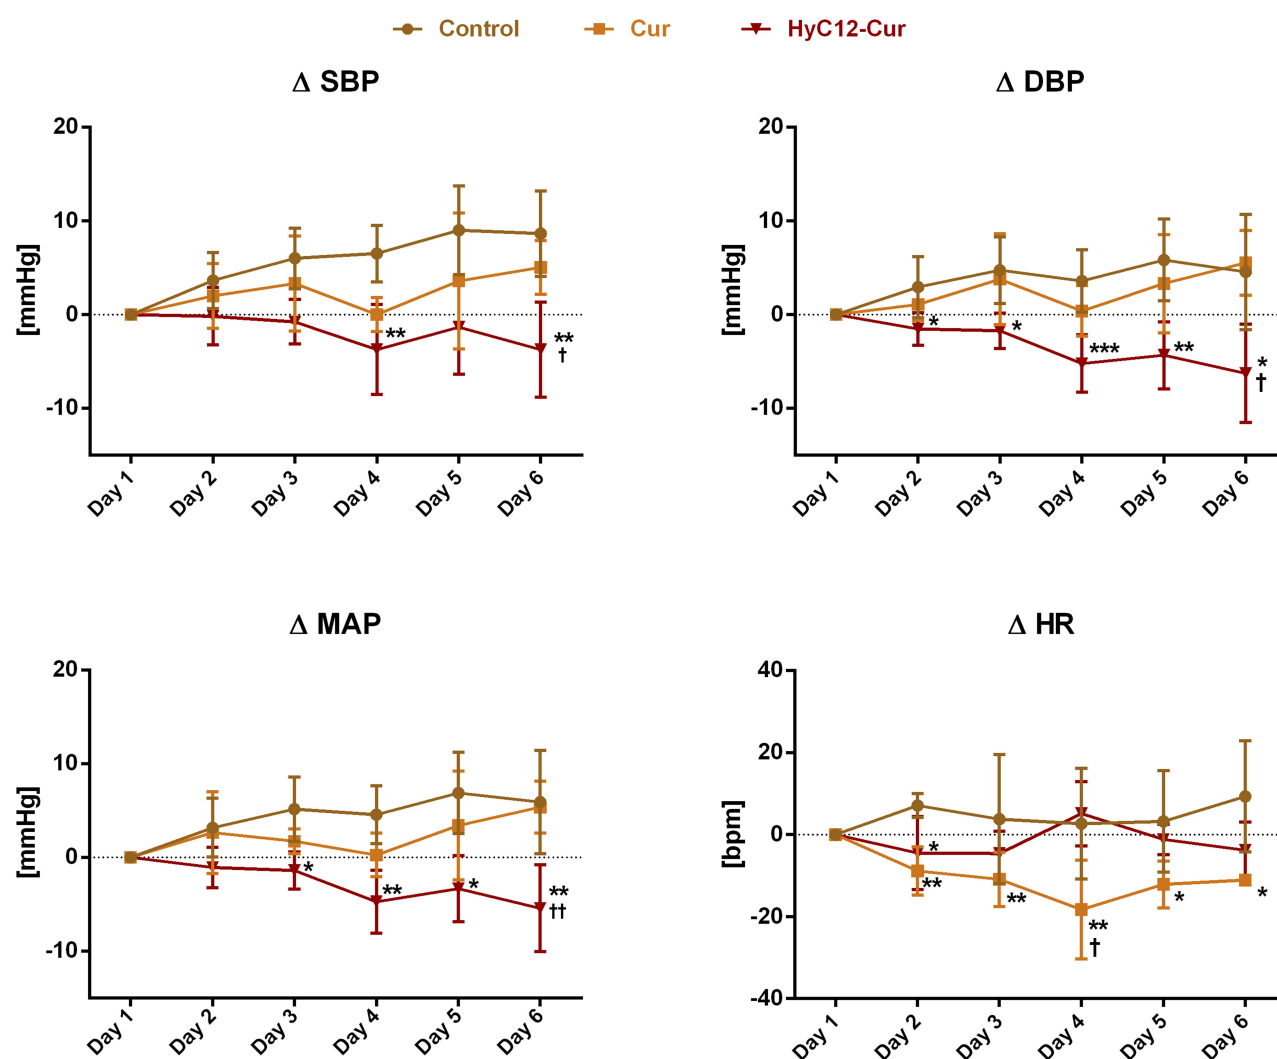 Control Cur HyC12-Cur
Δ SBP
[mmHg]
20
10
0
-10
**
**
†
Day 1 Day 2 Day 3 Day 4 Day 5 Day 6
Δ DBP
[mmHg]
20
10
0
-10
*
*
***
**
*
†
Day 1 Day 2 Day 3 Day 4 Day 5 Day 6
Δ MAP
[mmHg]
20
10
0
-10
*
**
*
**
††
Day 1 Day 2 Day 3 Day 4 Day 5 Day 6
Δ HR
[bpm]
40
20
0
-20
-40
*
**
**
**
†
*
*
Day 1 Day 2 Day 3 Day 4 Day 5 Day 6